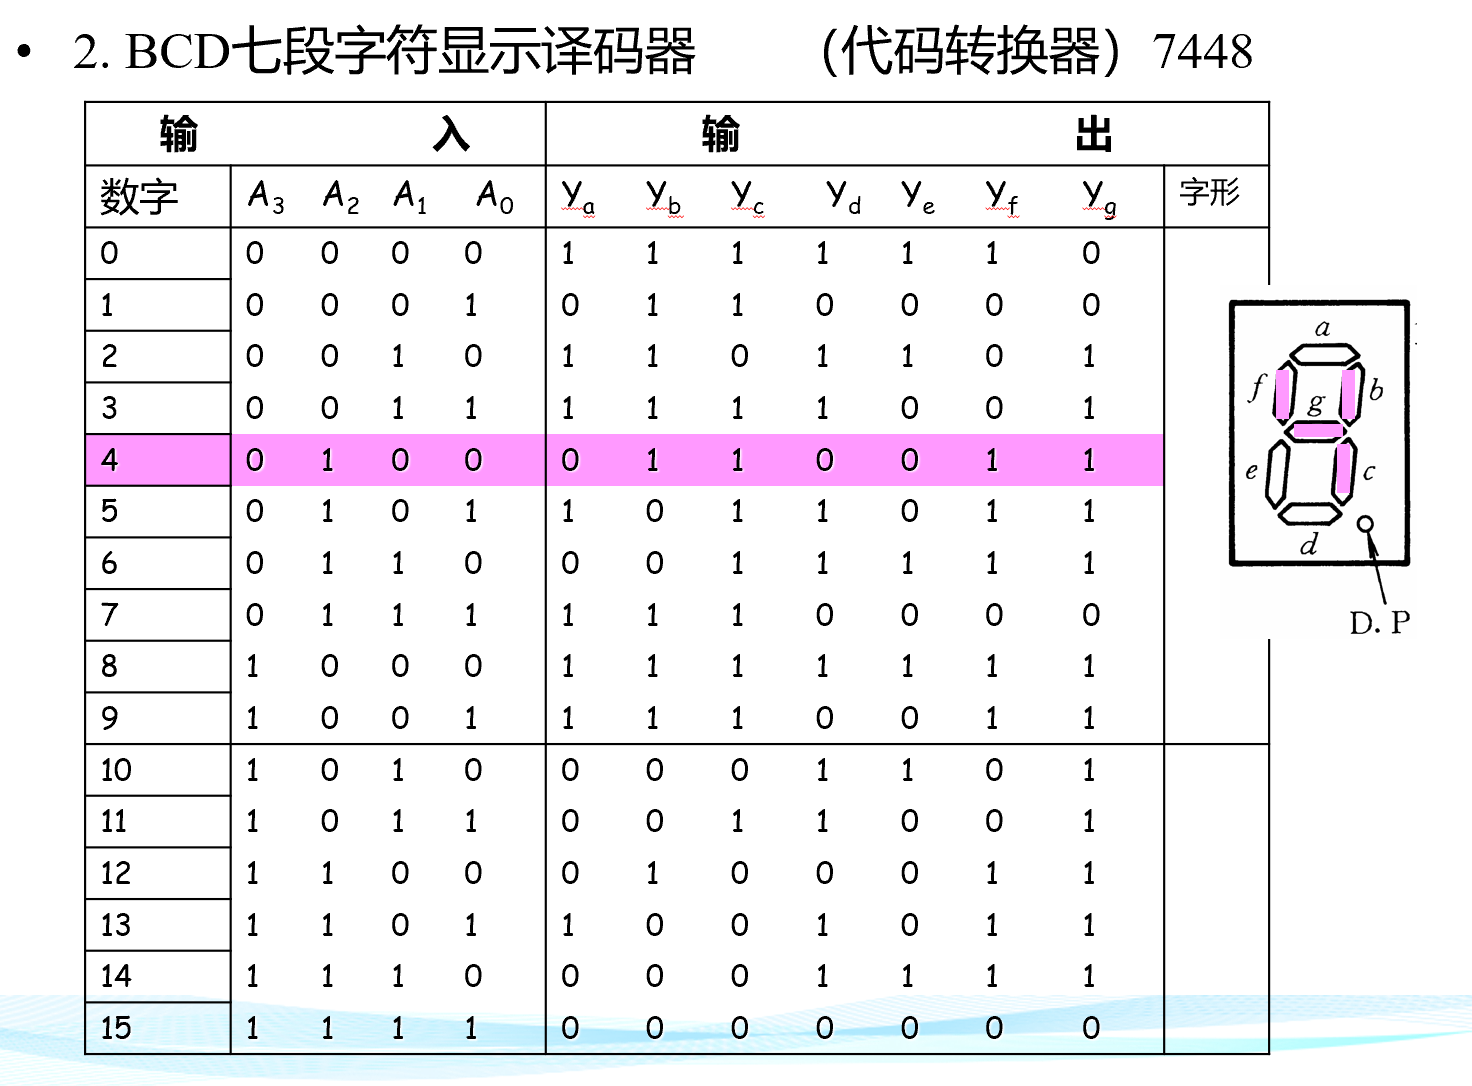 • 2. BCD七段字符显示译码器 （代码转换器）7448
输 入 输 出
数字 A3 A2 A1 A0 Ya Yb Yc Yd Ye Yf Yg 字形
0 0 0 0 0 1 1 1 1 1 1 0
1 0 0 0 1 0 1 1 0 0 0 0
2 0 0 1 0 1 1 0 1 1 0 1
3 0 0 1 1 1 1 1 1 0 0 1
4 0 1 0 0 0 1 1 0 0 1 1
5 0 1 0 1 1 0 1 1 0 1 1
6 0 1 1 0 0 0 1 1 1 1 1
7 0 1 1 1 1 1 1 0 0 0 0
8 1 0 0 0 1 1 1 1 1 1 1
9 1 0 0 1 1 1 1 0 0 1 1
10 1 0 1 0 0 0 0 1 1 0 1
11 1 0 1 1 0 0 1 1 0 0 1
12 1 1 0 0 0 1 0 0 0 1 1
13 1 1 0 1 1 0 0 1 0 1 1
14 1 1 1 0 0 0 0 1 1 1 1
15 1 1 1 1 0 0 0 0 0 0 0
a
f g b
e c
d
D. P